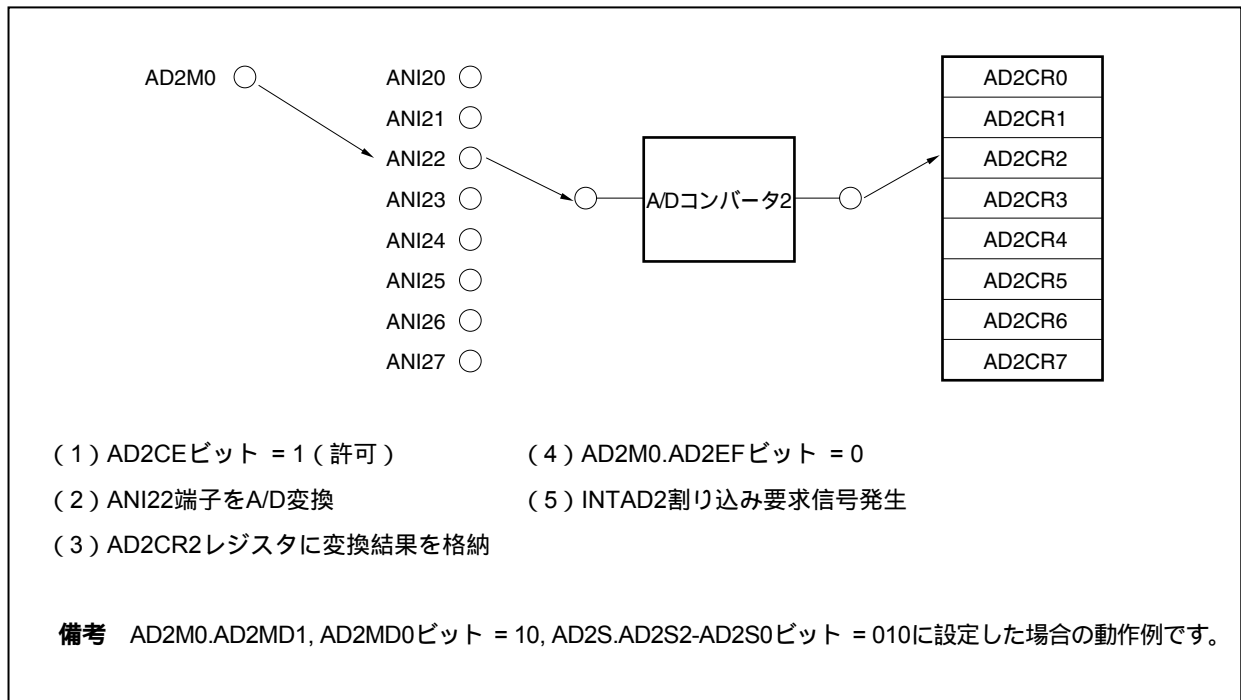 AD2M0 ANI20 AD2CR0
ANI21 AD2CR1
ANI22 AD2CR2
ANI23 A/Dコンバータ2 AD2CR3
ANI24 AD2CR4
ANI25 AD2CR5
ANI26 AD2CR6
ANI27 AD2CR7
(1)AD2CEビット = 1(許可) (4)AD2M0.AD2EFビット = 0
(2)ANI22端子をA/D変換 (5)INTAD2割り込み要求信号発生
(3)AD2CR2レジスタに変換結果を格納
備考 AD2M0.AD2MD1, AD2MD0ビット = 10, AD2S.AD2S2-AD2S0ビット = 010に設定した場合の動作例です。